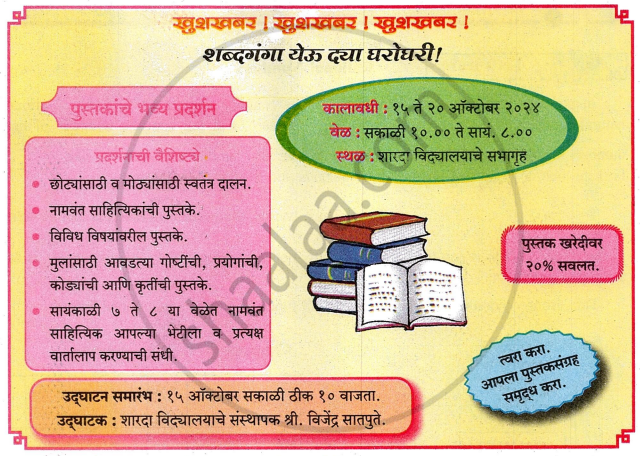 खुशखबर! खुशखबर! खुशखबर!
शब्दगंगा येऊ द्या घरोघरी!
पुस्तकांचे भव्य प्रदर्शन
प्रदर्शनाची वैशिष्ट्ये
• छोट्यांसाठी व मोठ्यांसाठी स्वतंत्र दालन.
• नामवंत साहित्यिकांची पुस्तके.
• विविध विषयांवरील पुस्तके.
• मुलांसाठी आवडत्या गोष्टींची, प्रयोगांची,
कोड्यांची आणि कृतींची पुस्तके.
• सायंकाळी ७ ते ८ या वेळेत नामवंत
साहित्यिक आपल्या भेटीला व प्रत्यक्ष
वार्तालाप करण्याची संधी.
कालावधी : १५ ते २० ऑक्टोबर २०२४
वेळ : सकाळी १०.०० ते सायं. ८.००
स्थळ : शारदा विद्यालयाचे सभागृह
पुस्तक खरेदीवर
२०% सवलत.
त्वरा करा.
आपला पुस्तकसंग्रह
समृद्ध करा.
उद्घाटन समारंभ : १५ ऑक्टोबर सकाळी ठीक १० वाजता.
उद्घाटक : शारदा विद्यालयाचे संस्थापक श्री. विजेंद्र सातपुते.
shaalaa.com